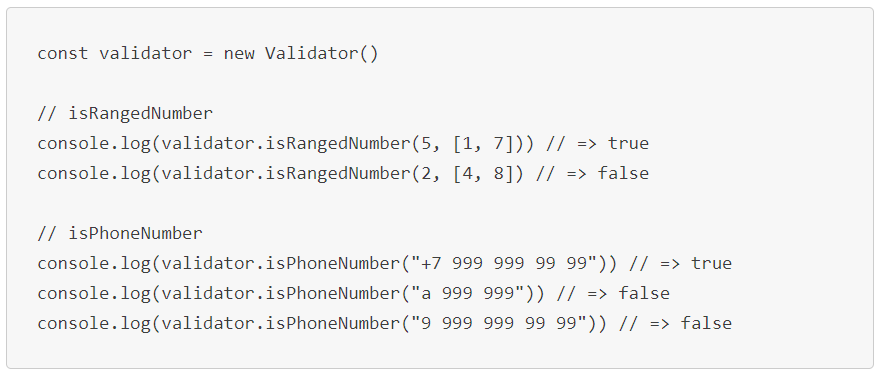 const validator = new Validator()
// isRangedNumber
console.log(validator.isRangedNumber(5, [1, 7])) // => true
console.log(validator.isRangedNumber(2, [4, 8]) // => false
// isPhoneNumber
console.log(validator.isPhoneNumber("+7 999 999 99 99")) // => true
console.log(validator.isPhoneNumber("a 999 999")) // => false
console.log(validator.isPhoneNumber("9 999 999 99 99")) // => false